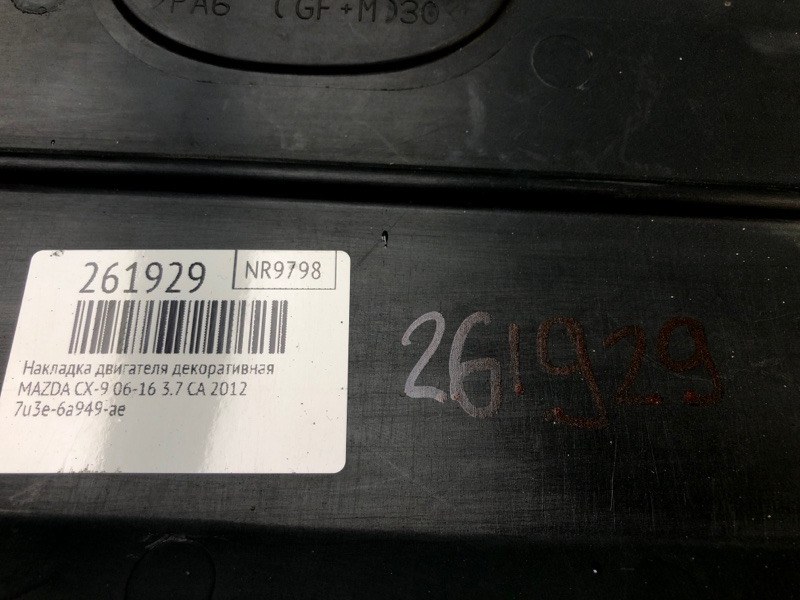 >PA6 (GF+M)30
261929
NR9798
Накладка двигателя декоративная
MAZDA CX-9 06-16 3.7 CA 2012
7u3e-6a949-ae
261929